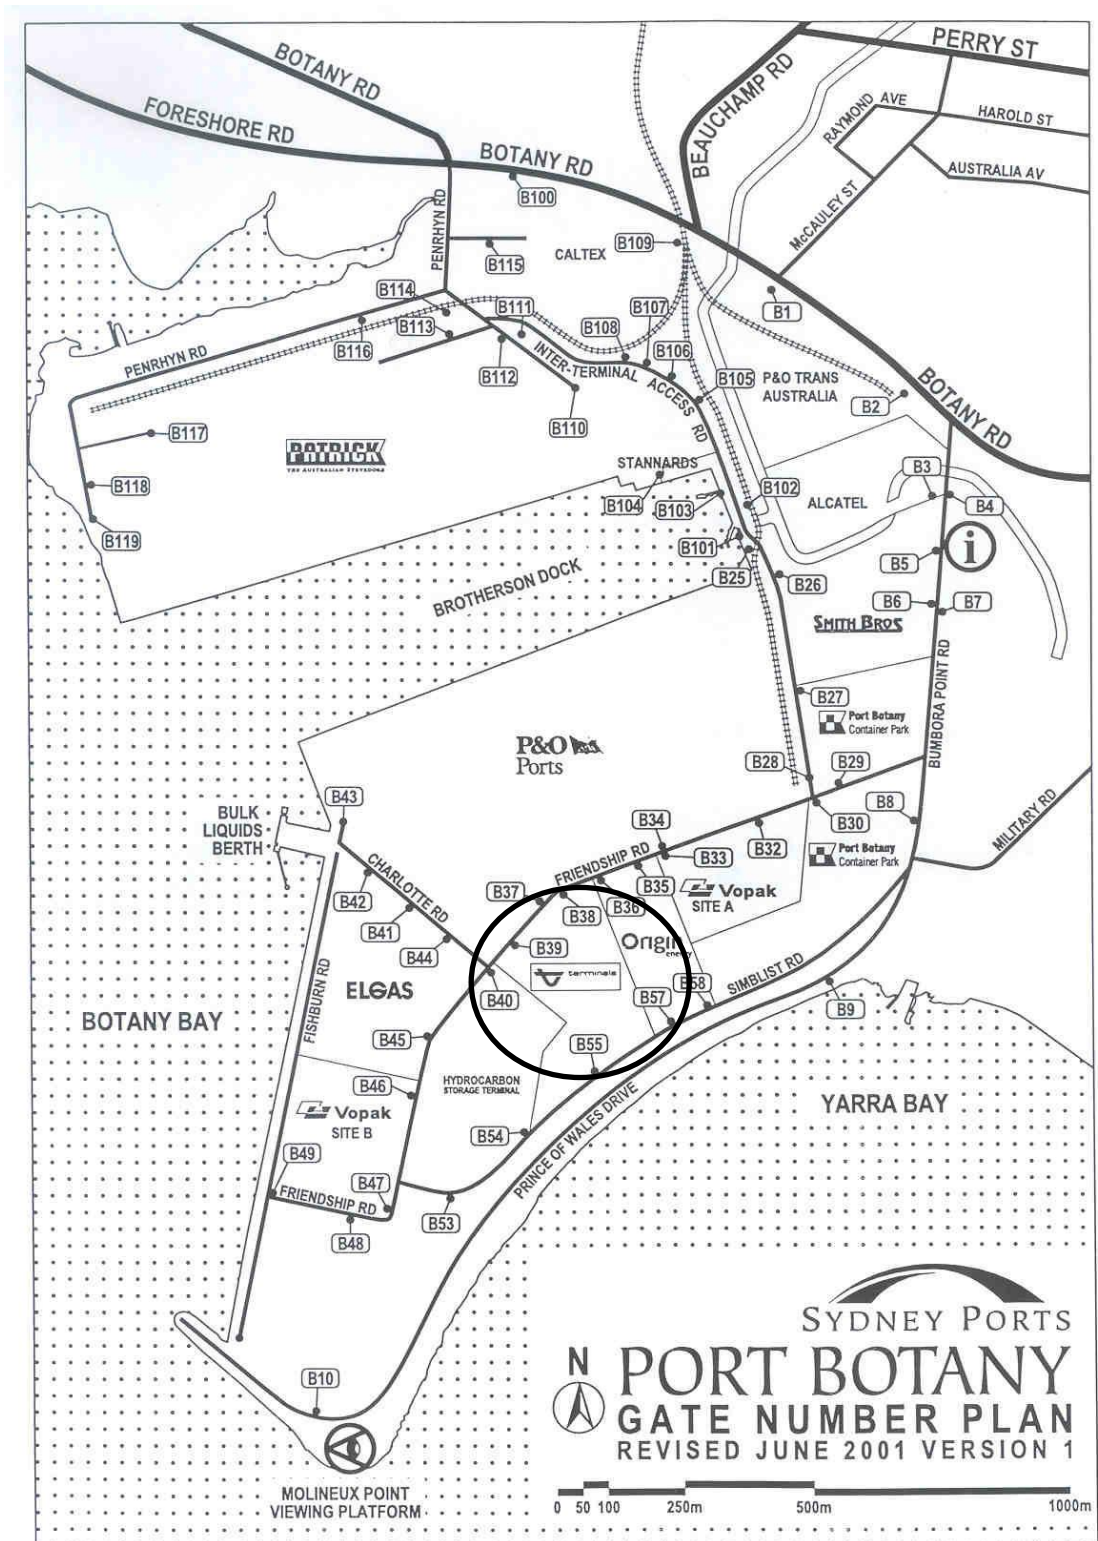 PERRY ST
BOTANY RD
BEAUCHAMP RD
RAYMOND AVE
HAROLD ST
FORESHORE RD
BOTANY RD
AUSTRALIA AV
McCAULEY ST
B100
PENRHYN RD
B109
B115
CALTEX
B114
B1
B111
B107
B113
B108
B116
PENRHYN RD
B112
INTER-TERMINAL ACCESS RD
B106
B105
P&O TRANS
AUSTRALIA
B2
BOTANY RD
B110
B117
PATRICK
THE AUSTRALIAN STEVEDORE
STANNARDS
B3
B118
B102
B104
ALCATEL
B4
B103
B119
B101
i
B5
B25
B26
BROTHERSON DOCK
B6
B7
SMITH BROS
BUMBORA POINT RD
B27
Port Botany
Container Park
P&O
Ports
B28
B29
B43
BULK
LIQUIDS
BERTH
B34
B30
B8
MILITARY RD
B32
B33
Port Botany
Container Park
FRIENDSHIP RD
CHARLOTTE RD
B35
B42
B37
B36
Vopak
SITE A
B38
B41
B44
B39
Origin
energy
terminals
SIMBLIST RD
B58
FISHBURN RD
ELGAS
B40
B57
B9
BOTANY BAY
B45
B55
HYDROCARBON
STORAGE TERMINAL
B46
Vopak
SITE B
PRINCE OF WALES DRIVE
YARRA BAY
B54
B49
B47
FRIENDSHIP RD
B53
B48
SYDNEY PORTS
N
PORT BOTANY
GATE NUMBER PLAN
REVISED JUNE 2001 VERSION 1
B10
MOLINEUX POINT
VIEWING PLATFORM
0 50 100 250m 500m 1000m